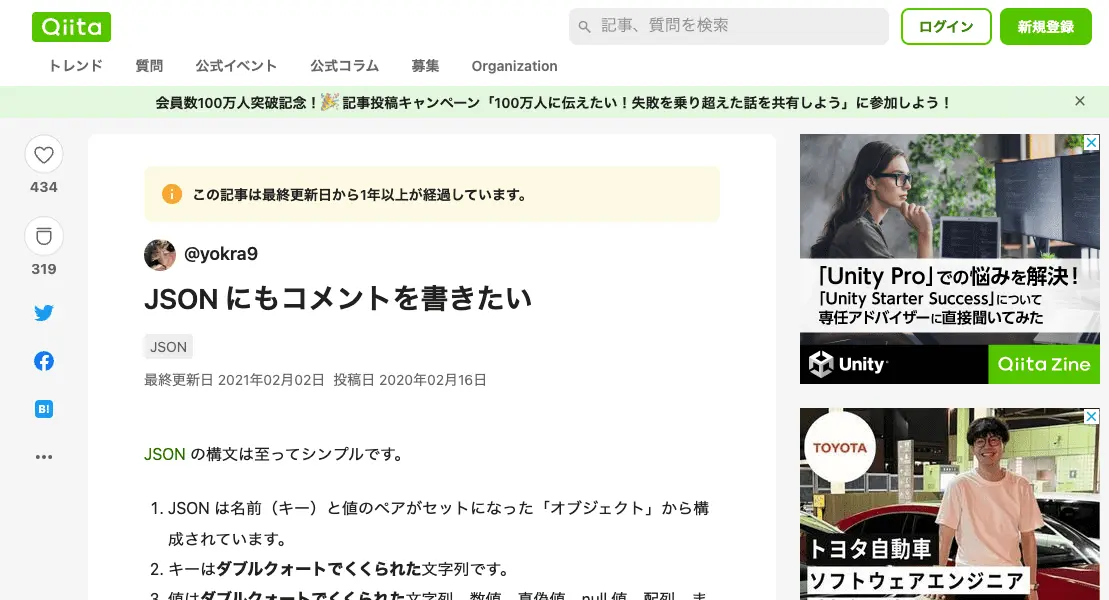 Qiita
記事、質問を検索
ログイン
新規登録
トレンド 質問 公式イベント 公式コラム 募集 Organization
会員数100万人突破記念！🎉記事投稿キャンペーン「100万人に伝えたい！失敗を乗り超えた話を共有しよう」に参加しよう！
434
319
B!
この記事は最終更新日から1年以上が経過しています。
@yokra9
JSON にもコメントを書きたい
JSON
最終更新日 2021年02月02日 投稿日 2020年02月16日
JSON の構文は至ってシンプルです。
1. JSON は名前（キー）と値のペアがセットになった「オブジェクト」から構
成されています。
2. キーはダブルクォートでくくられた文字列です。
3. 値はダブルクォートでくくられた文字列、数値、真偽値、null 値、配列、ま
「Unity Pro」での悩みを解決！
「Unity Starter Success」について
専任アドバイザーに直接聞いてみた
Unity
Qiita Zine
TOYOTA
トヨタ自動車
ソフトウェアエンジニア